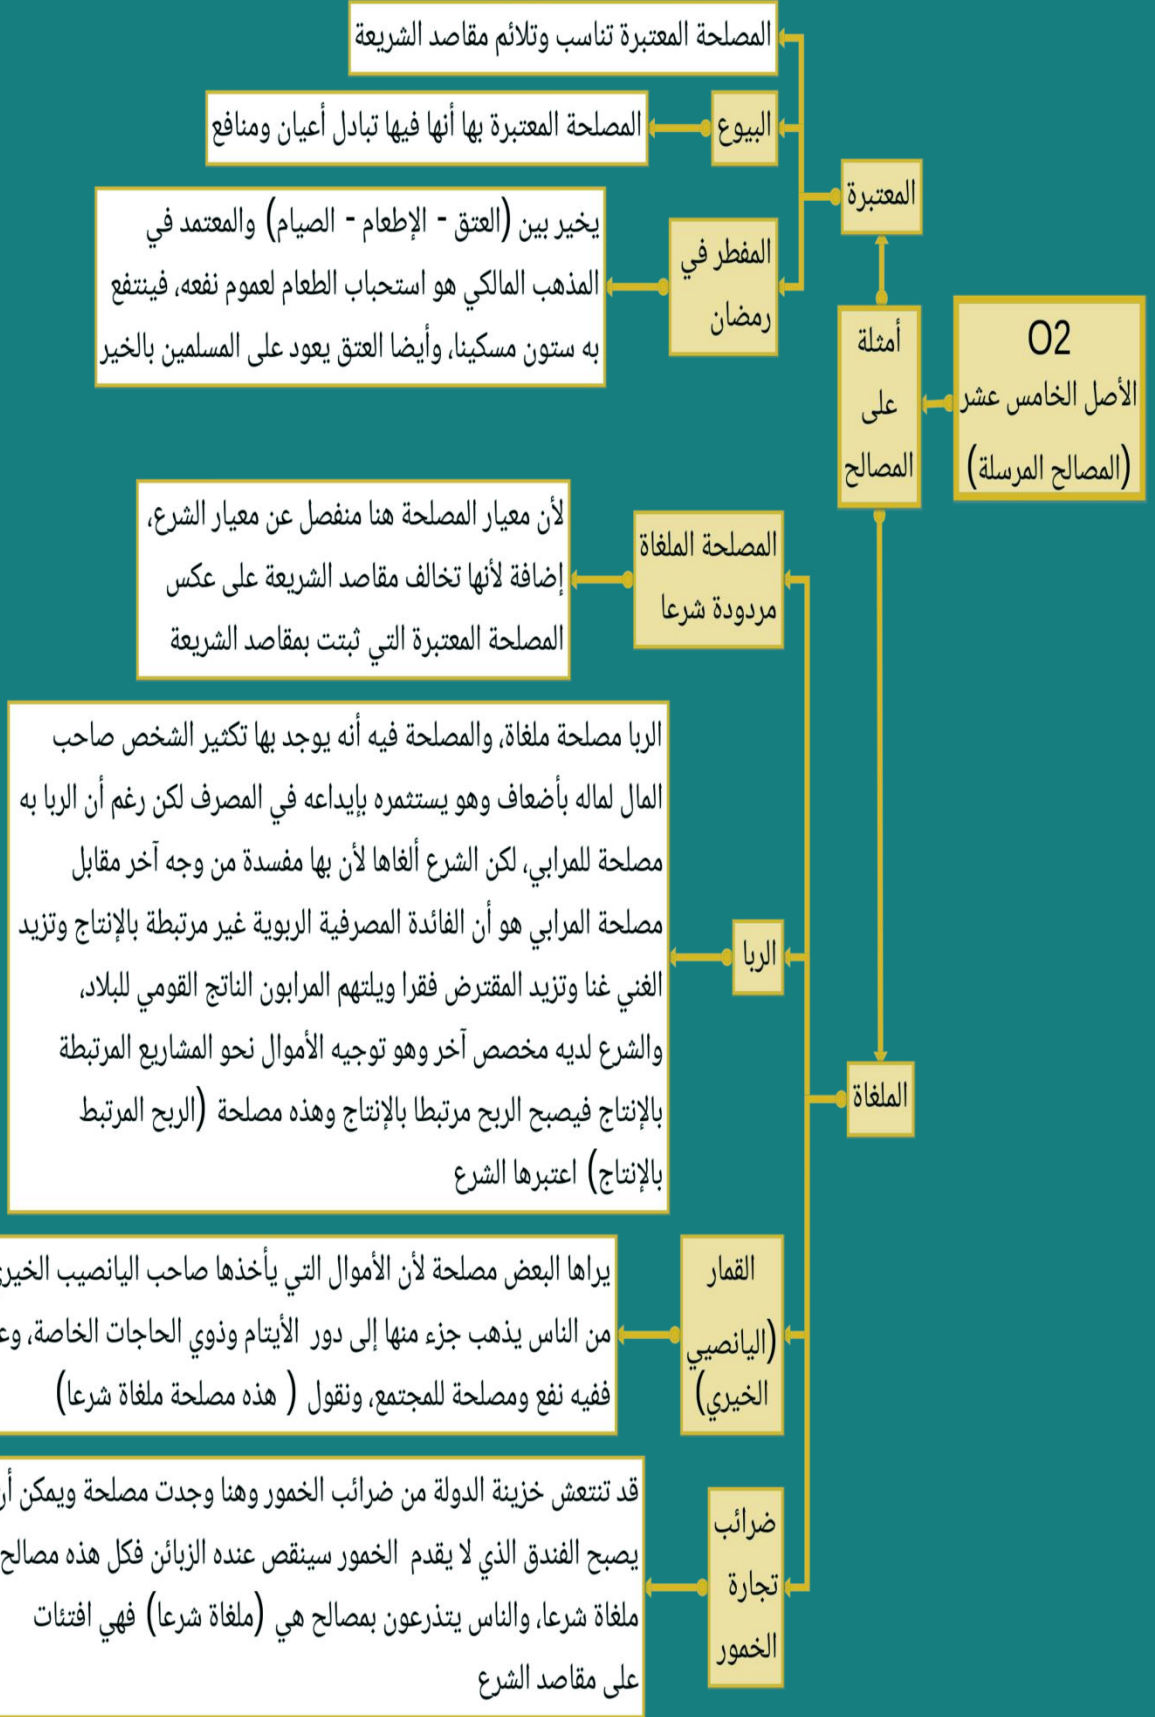 O2
الأصل الخامس عشر
(المصالح المرسلة)
أمثلة
على
المصالح
المعتبرة
المصلحة المعتبرة تناسب وتلائم مقاصد الشريعة
البيوع
المصلحة المعتبرة بها أنها فيها تبادل أعيان ومنافع
المفطر في
رمضان
يخير بين (العتق - الإطعام - الصيام) والمعتمد في
المذهب المالكي هو استحباب الطعام لعموم نفعه، فينتفع
به ستون مسكينا، وأيضا العتق يعود على المسلمين بالخير
الملغاة
المصلحة الملغاة
مردودة شرعا
لأن معيار المصلحة هنا منفصل عن معيار الشرع،
إضافة لأنها تخالف مقاصد الشريعة على عكس
المصلحة المعتبرة التي ثبتت بمقاصد الشريعة
الربا
الربا مصلحة ملغاة، والمصلحة فيه أنه يوجد بها تكثير الشخص صاحب
المال لماله بأضعاف وهو يستثمره بإيداعه في المصرف لكن رغم أن الربا به
مصلحة للمرابي، لكن الشرع ألغاها لأن بها مفسدة من وجه آخر مقابل
مصلحة المرابي هو أن الفائدة المصرفية الربوية غير مرتبطة بالإنتاج وتزيد
الغني غنا وتزيد المقترض فقرا ويلتهم المرابون الناتج القومي للبلاد،
والشرع لديه مخصص آخر وهو توجيه الأموال نحو المشاريع المرتبطة
بالإنتاج فيصبح الربح مرتبطا بالإنتاج وهذه مصلحة (الربح المرتبط
بالإنتاج) اعتبرها الشرع
القمار
(اليانصيي
الخيري)
يراها البعض مصلحة لأن الأموال التي يأخذها صاحب اليانصيب الخيري
من الناس يذهب جزء منها إلى دور الأيتام وذوي الحاجات الخاصة،
ففيه نفع ومصلحة للمجتمع، ونقول ( هذه مصلحة ملغاة شرعا)
ضرائب
تجارة
الخمور
قد تنتعش خزينة الدولة من ضرائب الخمور وهنا وجدت مصلحة ويمكن أن
يصبح الفندق الذي لا يقدم الخمور سينقص عنده الزبائن فكل هذه مصالح
ملغاة شرعا، والناس يتذرعون بمصالح هي (ملغاة شرعا) فهي افتئات
على مقاصد الشرع